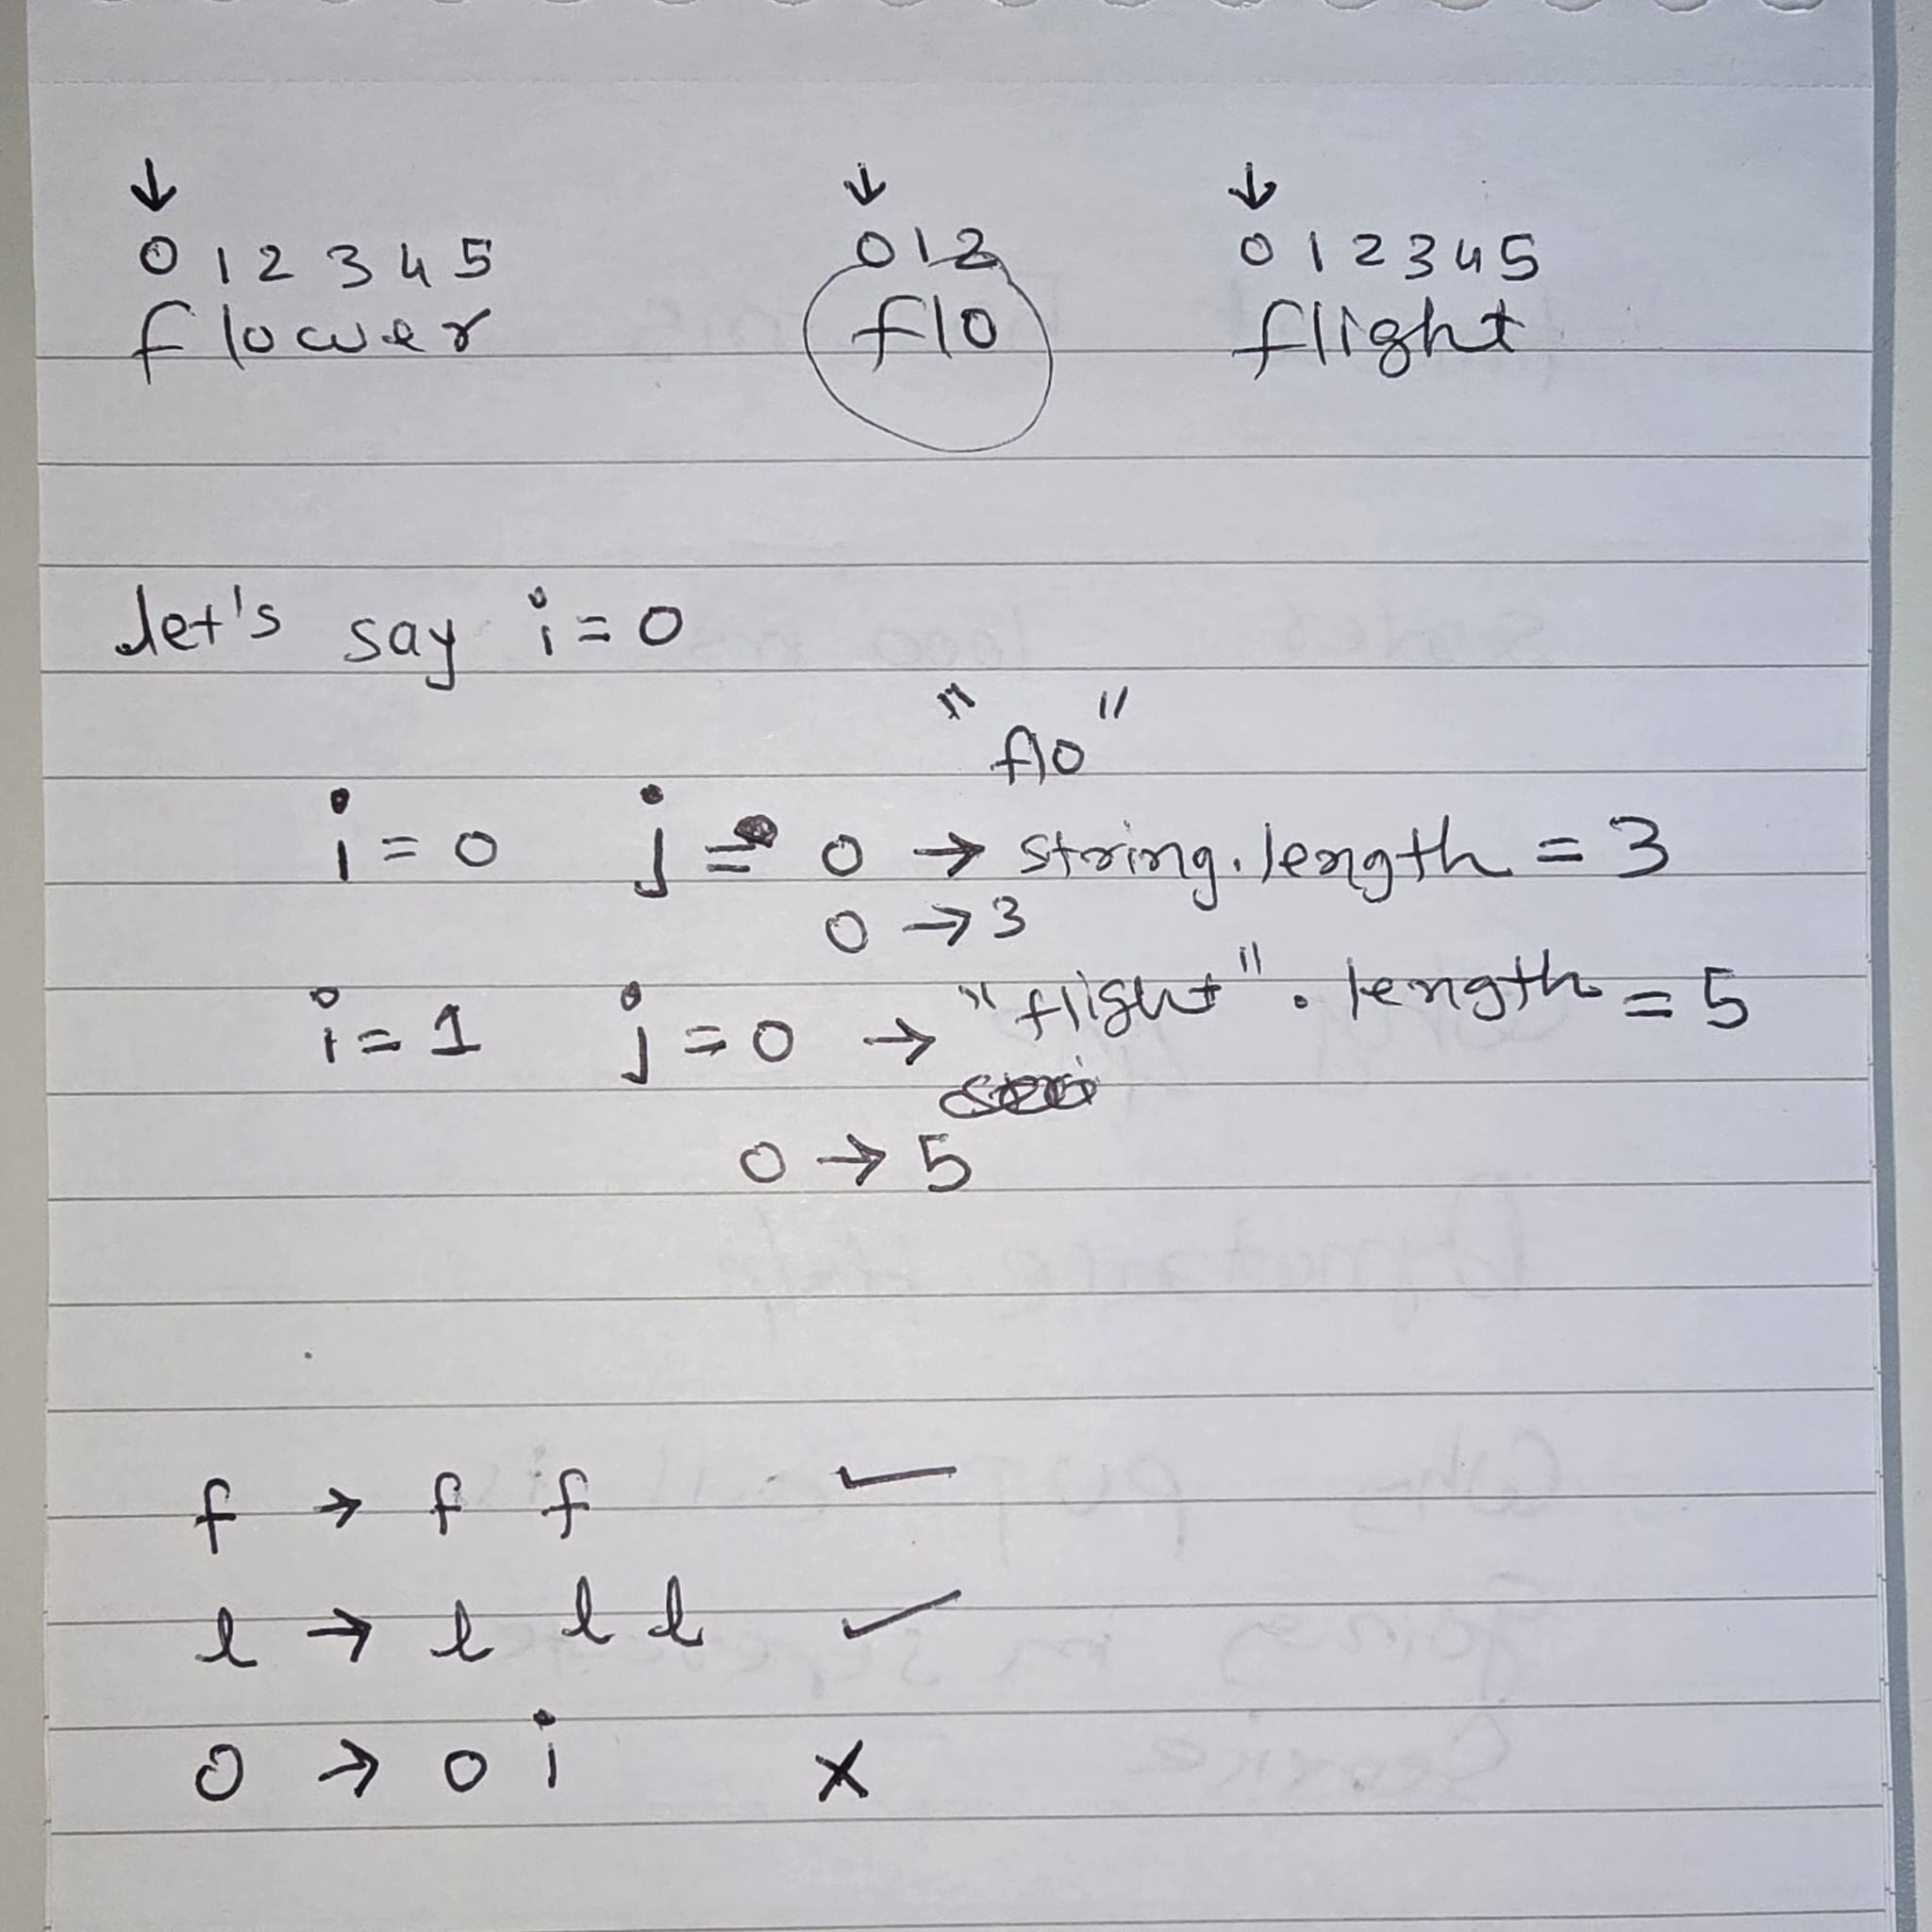 ↓ ↓ ↓
0 1 2 3 4 5 0 1 2 0 1 2 3 4 5
flower flo flight
let's say i = 0
"flo"
i = 0 j = 0 → string.length = 3
0 → 3
i = 1 j = 0 → "flight".length = 5
0 → 5
f → f f ✓
l → l l l ✓
o → o i ×